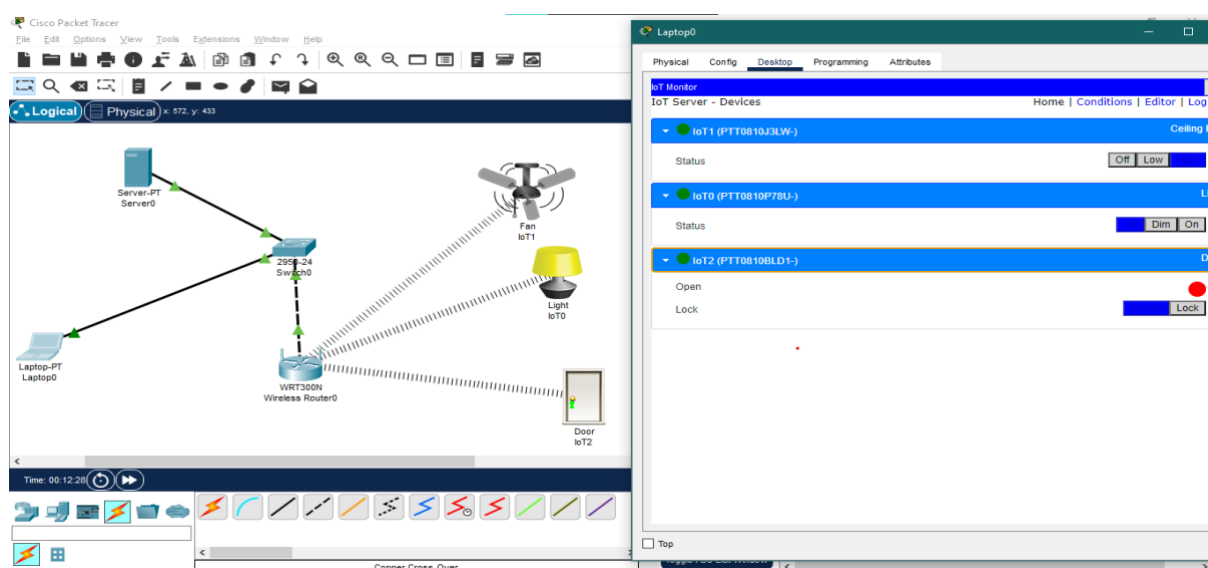 Cisco Packet Tracer
File Edit Options View Tools Extensions Window Help
Logical Physical x: 572, y: 433
Server-PT
Server0
Fan
IoT1
2950-24
Switch0
Light
IoT0
Laptop-PT
Laptop0
WRT300N
Wireless Router0
Door
IoT2
Time: 00:12:28
Copper Cross-Over
Laptop0
Physical Config Desktop Programming Attributes
IoT Monitor
IoT Server - Devices Home | Conditions | Editor | Log
IoT1 (PTT0810J3LW-) Ceiling
Status Off Low
IoT0 (PTT0810P78U-)
Status Dim On
IoT2 (PTT0810BLD1-) D
Open
Lock Lock
Top